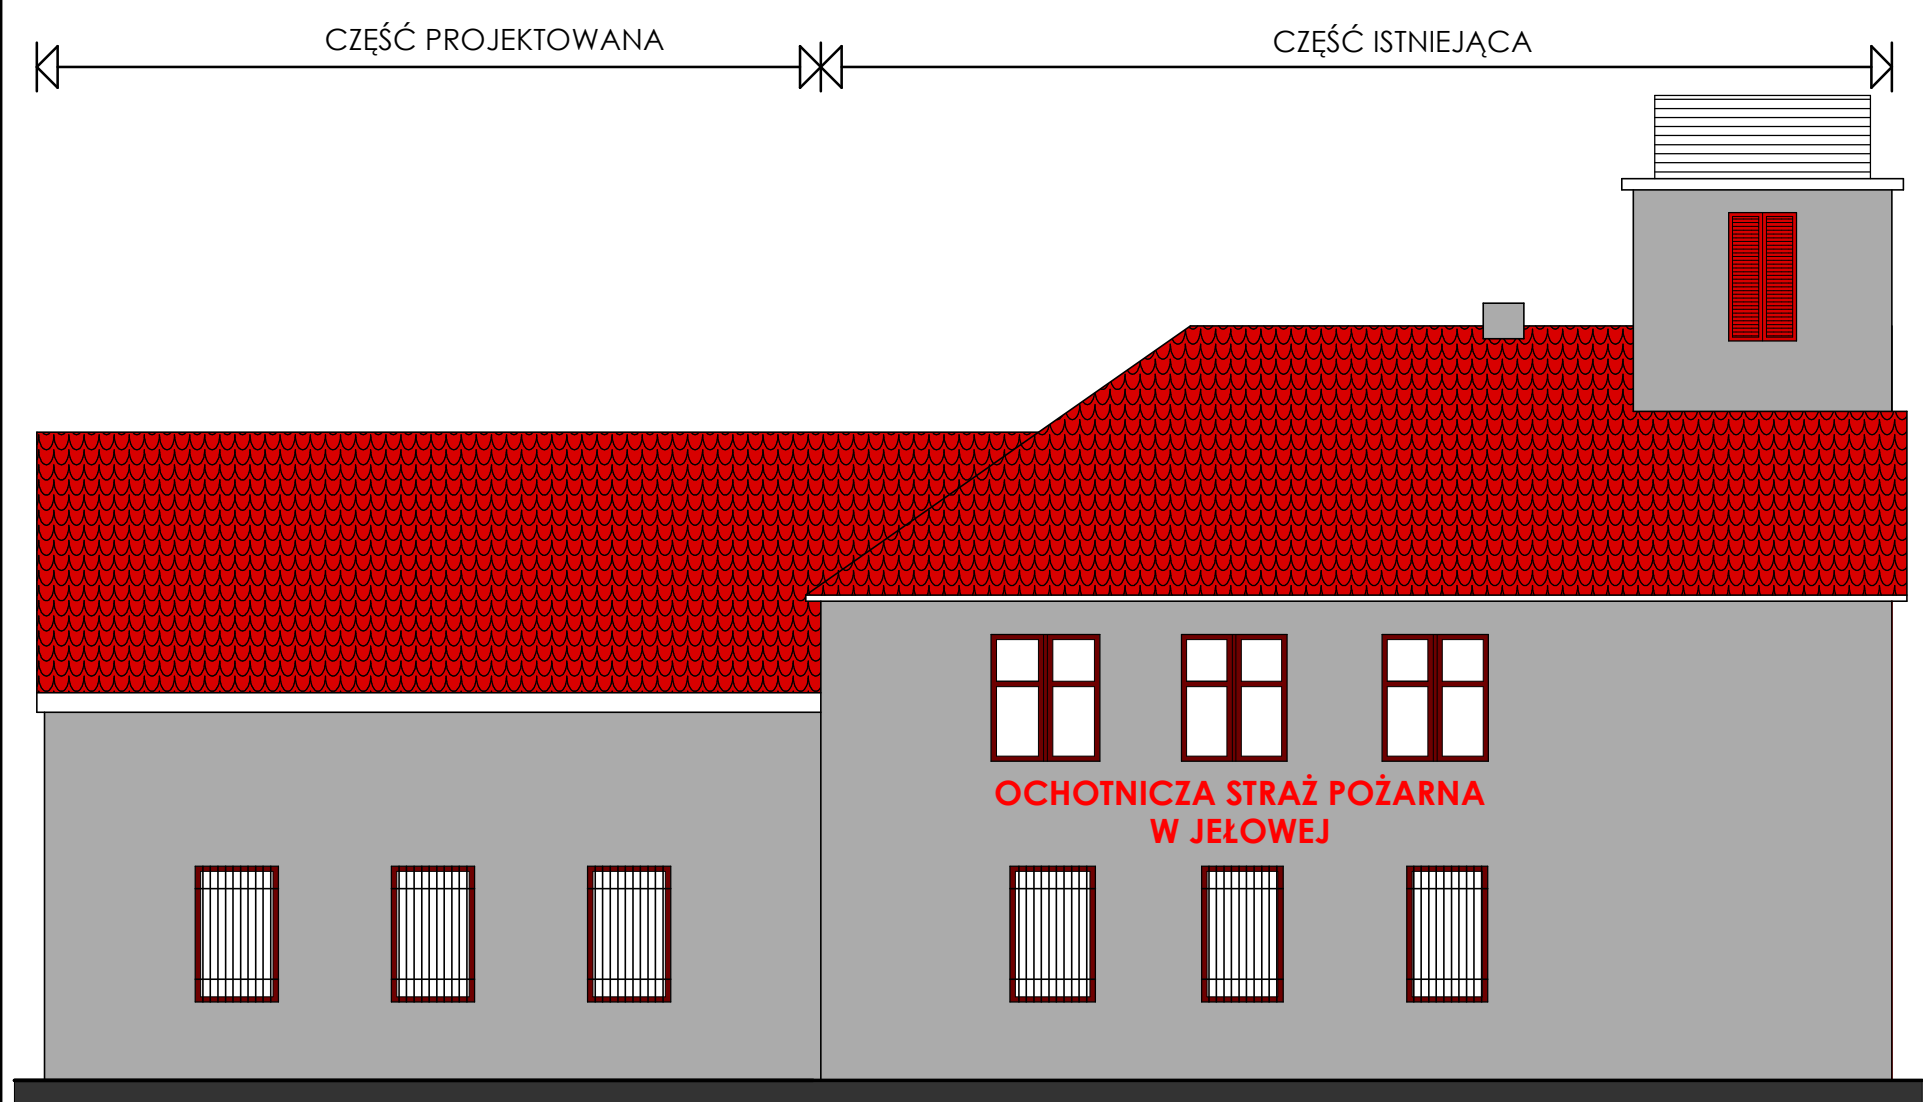 CZĘŚĆ PROJEKTOWANA
CZĘŚĆ ISTNIEJĄCA
OCHOTNICZA STRAŻ POŻARNA
W JEŁOWEJ